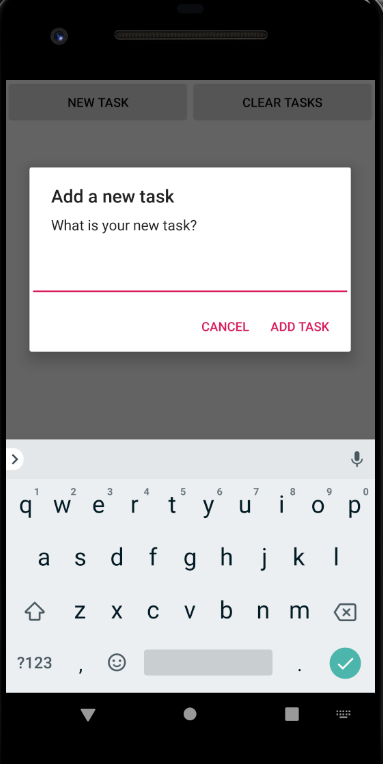 NEW TASK CLEAR TASKS
Add a new task
What is your new task?
CANCEL ADD TASK
1 2 3 4 5 6 7 8 9 0
q w e r t y u i o p
a s d f g h j k l
z x c v b n m
?123 , .